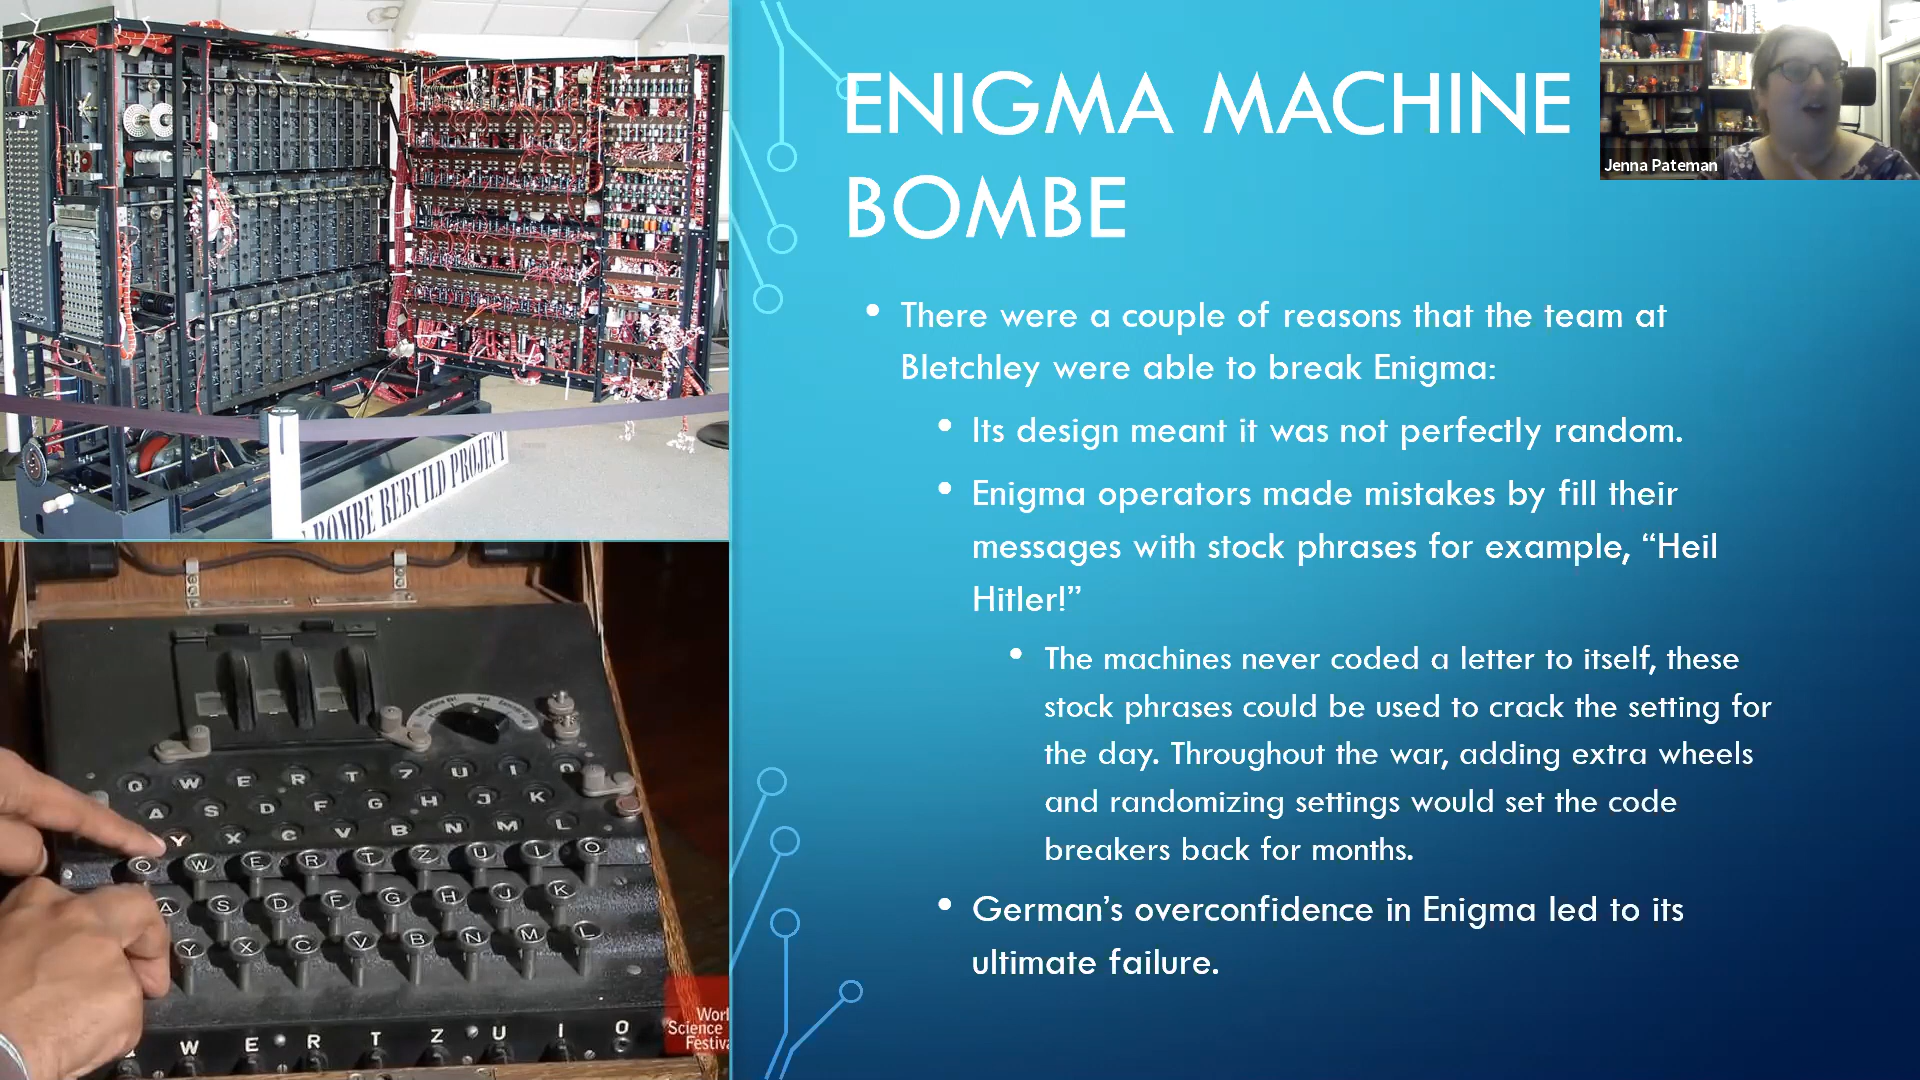 ENIGMA MACHINE
BOMBE
Jenna Pateman
• There were a couple of reasons that the team at
Bletchley were able to break Enigma:
• Its design meant it was not perfectly random.
• Enigma operators made mistakes by fill their
messages with stock phrases for example, “Heil
Hitler!”
• The machines never coded a letter to itself, these
stock phrases could be used to crack the setting for
the day. Throughout the war, adding extra wheels
and randomizing settings would set the code
breakers back for months.
• German’s overconfidence in Enigma led to its
ultimate failure.
BOMBE REBUILD PROJECT
Q W E R T Z U I O
A S D F G H J K
Y X C V B N M L
Q W E R T Z U I O
A S D F G H J K
Y X C V B N M L
W E R T Z U I O
Science